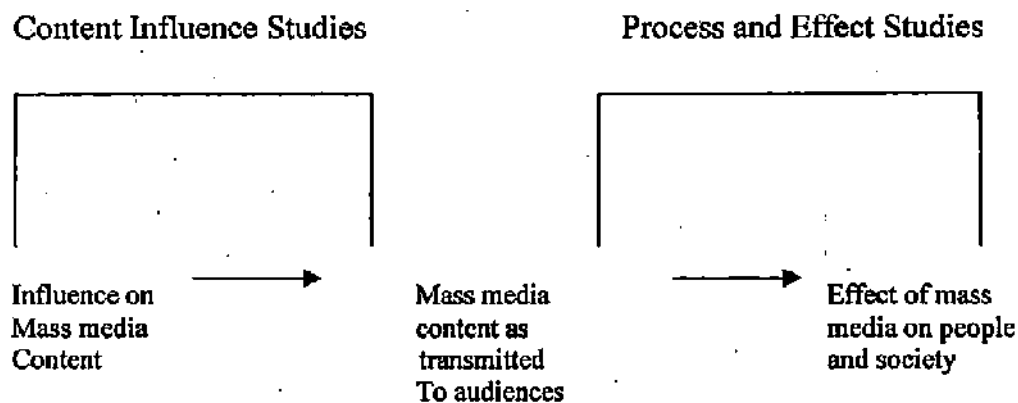 Content Influence Studies
Process and Effect Studies
Influence on
Mass media
Content
Mass media
content as
transmitted
To audiences
Effect of mass
media on people
and society